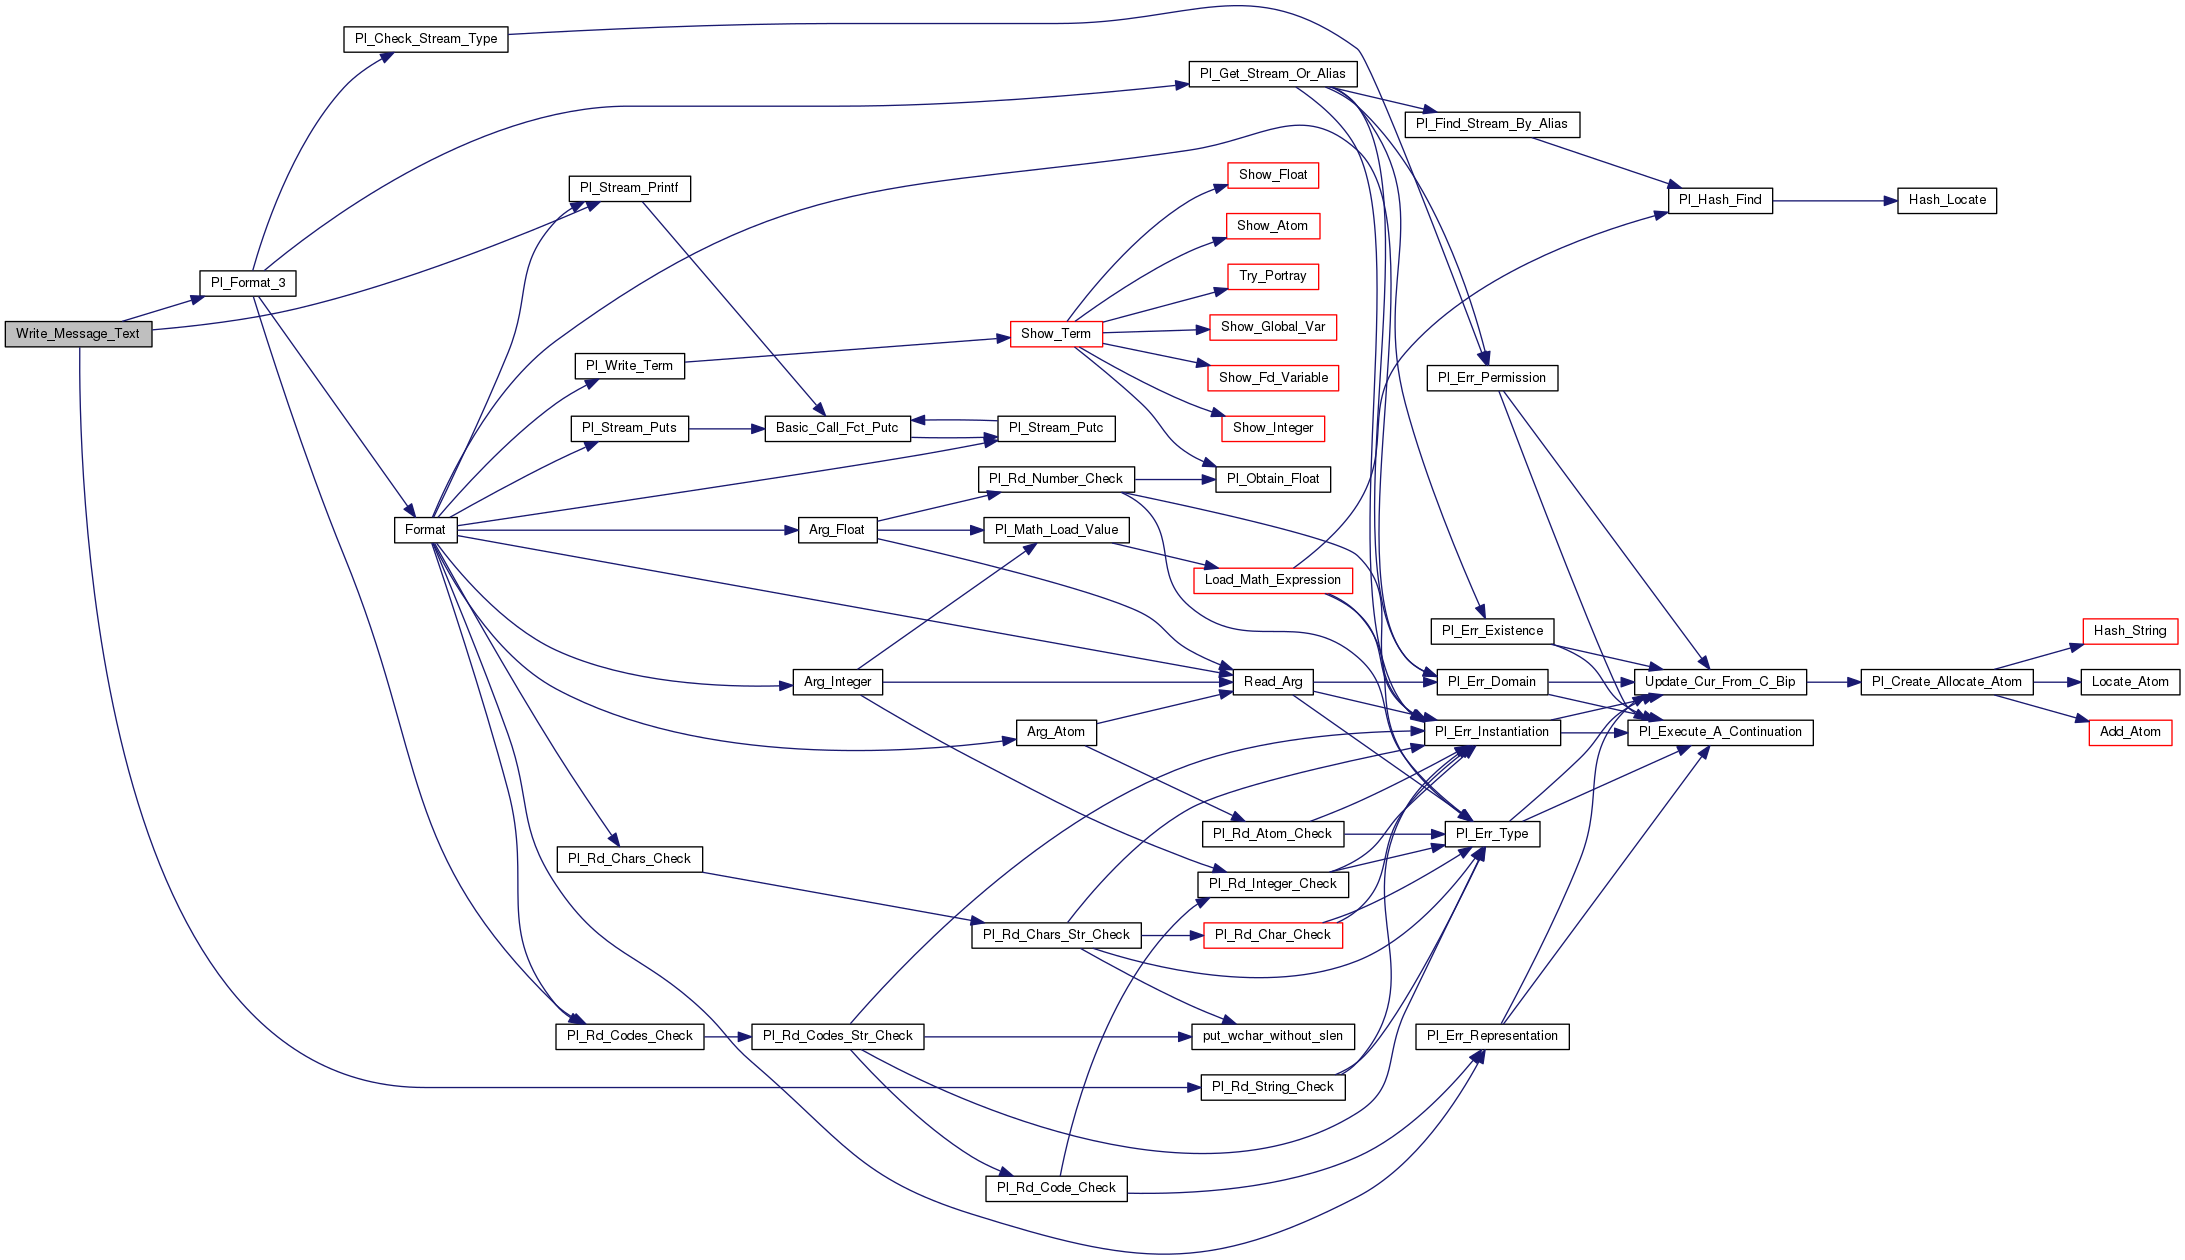 Pl_Check_Stream_Type
Pl_Get_Stream_Or_Alias
Pl_Find_Stream_By_Alias
Pl_Stream_Printf
Show_Float
Pl_Hash_Find
Hash_Locate
Show_Atom
Pl_Format_3
Try_Portray
Write_Message_Text
Show_Term
Show_Global_Var
Pl_Write_Term
Show_Fd_Variable
Pl_Err_Permission
Pl_Stream_Puts
Basic_Call_Fct_Putc
Pl_Stream_Putc
Show_Integer
Pl_Rd_Number_Check
Pl_Obtain_Float
Format
Arg_Float
Pl_Math_Load_Value
Load_Math_Expression
Pl_Err_Existence
Hash_String
Arg_Integer
Read_Arg
Pl_Err_Domain
Update_Cur_From_C_Bip
Pl_Create_Allocate_Atom
Locate_Atom
Arg_Atom
Pl_Err_Instantiation
Pl_Execute_A_Continuation
Add_Atom
Pl_Rd_Atom_Check
Pl_Err_Type
Pl_Rd_Chars_Check
Pl_Rd_Integer_Check
Pl_Rd_Chars_Str_Check
Pl_Rd_Char_Check
Pl_Rd_Codes_Check
Pl_Rd_Codes_Str_Check
put_wchar_without_slen
Pl_Err_Representation
Pl_Rd_String_Check
Pl_Rd_Code_Check